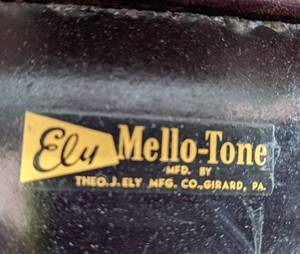 Ely Mello-Tone
MFD. BY
THEO. J. ELY MFG. CO., GIRARD, PA.